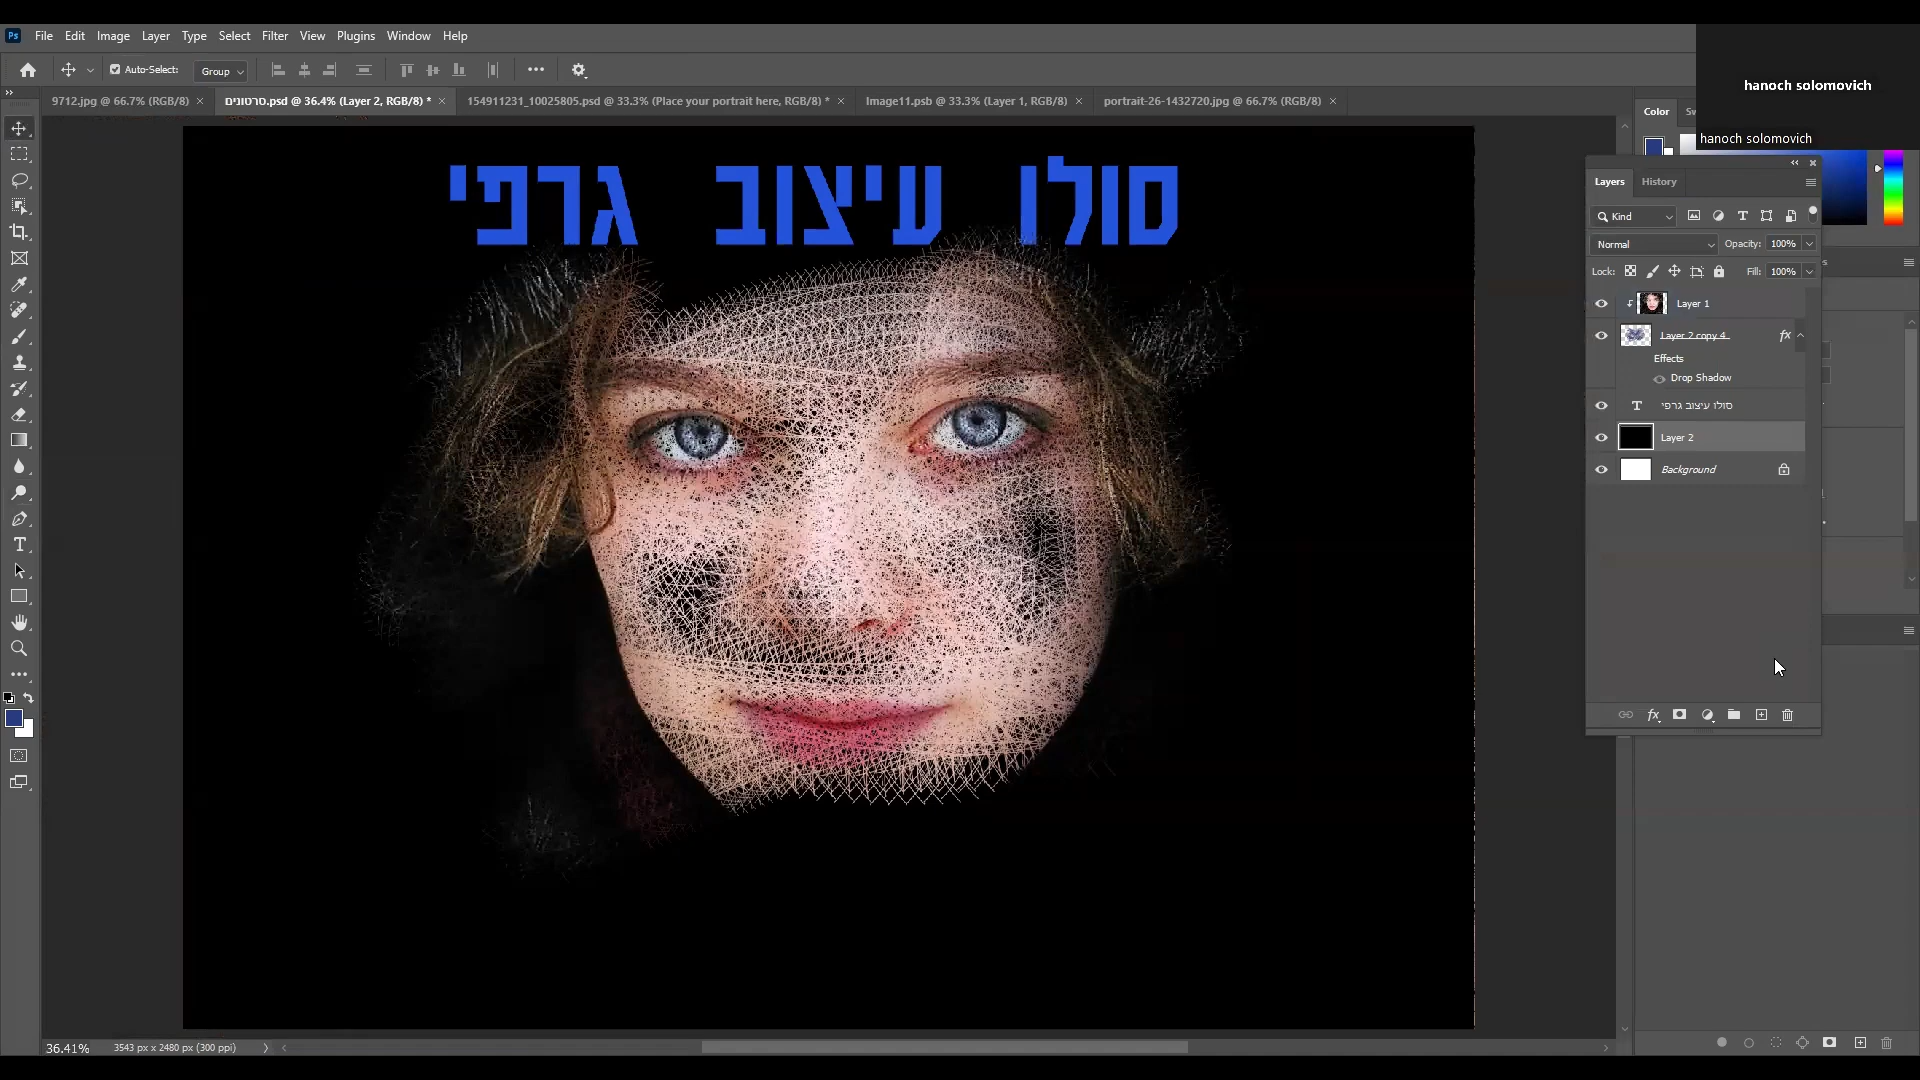 File Edit Image Layer Type Select Filter View Plugins Window Help
hanoch solomovich
hanoch solomovich
Auto-Select: Group
9712.jpg @ 66.7% (RGB/8)
סרטונים.psd @ 36.4% (Layer 2, RGB/8) *
154911231_10025805.psd @ 33.3% (Place your portrait here, RGB/8) *
Image11.psb @ 33.3% (Layer 1, RGB/8)
portrait-26-1432720.jpg @ 66.7% (RGB/8)
Color
סולו עיצוב גרפי
Layers History
Kind
Normal Opacity: 100%
Lock: Fill: 100%
Layer 1
Layer 2 copy 4 fx
Effects
Drop Shadow
סולו עיצוב גרפי
Layer 2
Background
36.41% 3543 px x 2480 px (300 ppi)